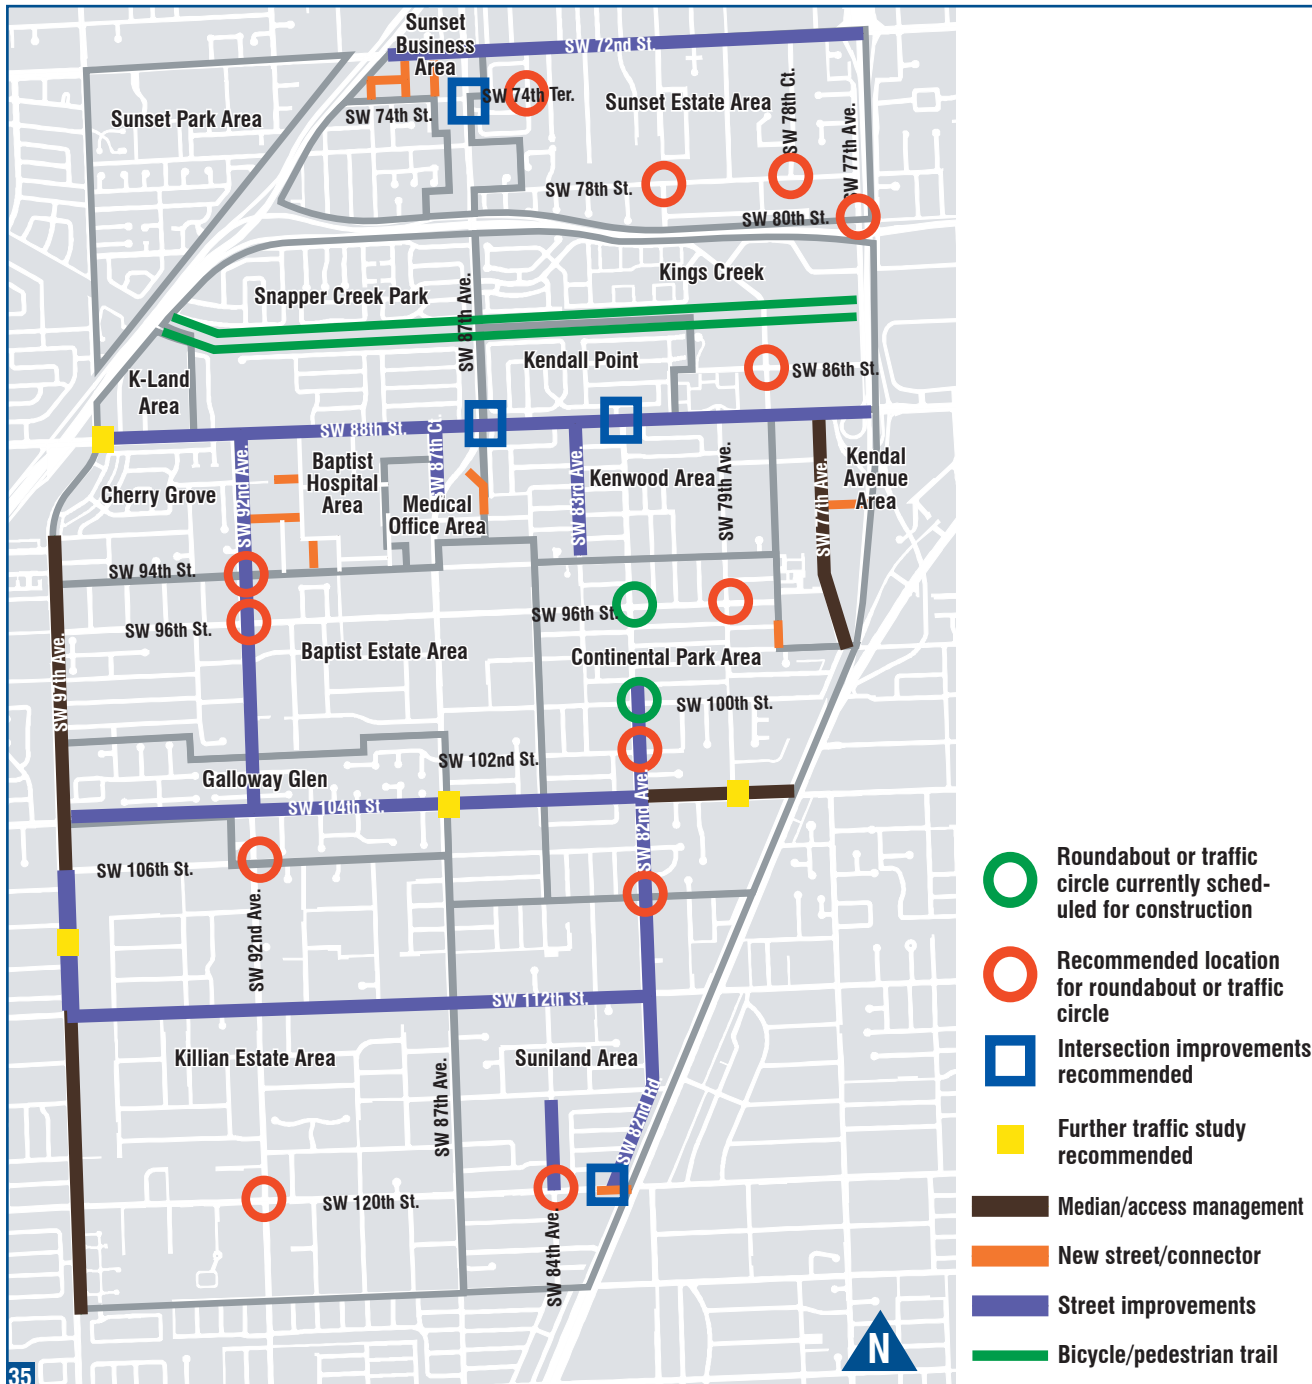 Sunset
Business
Area
SW 72nd St.
Sunset Park Area
SW 74th St.
SW 74th Ter.
Sunset Estate Area
SW 78th Ct.
SW 77th Ave.
SW 78th St.
SW 80th St.
Kings Creek
Snapper Creek Park
SW 87th Ave.
Kendall Point
SW 86th St.
K-Land
Area
SW 88th St.
SW 87th Ct.
Cherry Grove
SW 92nd Ave.
Baptist
Hospital
Area
Medical
Office Area
SW 83rd Ave.
Kenwood Area
SW 79th Ave.
SW 77th Ave.
Kendal
Avenue
Area
SW 94th St.
SW 96th St.
SW 96th St.
SW 97th Ave.
Baptist Estate Area
Continental Park Area
SW 100th St.
SW 102nd St.
Galloway Glen
SW 104th St.
SW 82nd Ave.
SW 106th St.
SW 92nd Ave.
SW 112th St.
Killian Estate Area
Suniland Area
SW 87th Ave.
SW 82nd Rd
SW 120th St.
SW 84th Ave.
Roundabout or traffic
circle currently sched-
uled for construction
Recommended location
for roundabout or traffic
circle
Intersection improvements
recommended
Further traffic study
recommended
Median/access management
New street/connector
Street improvements
Bicycle/pedestrian trail
N
35